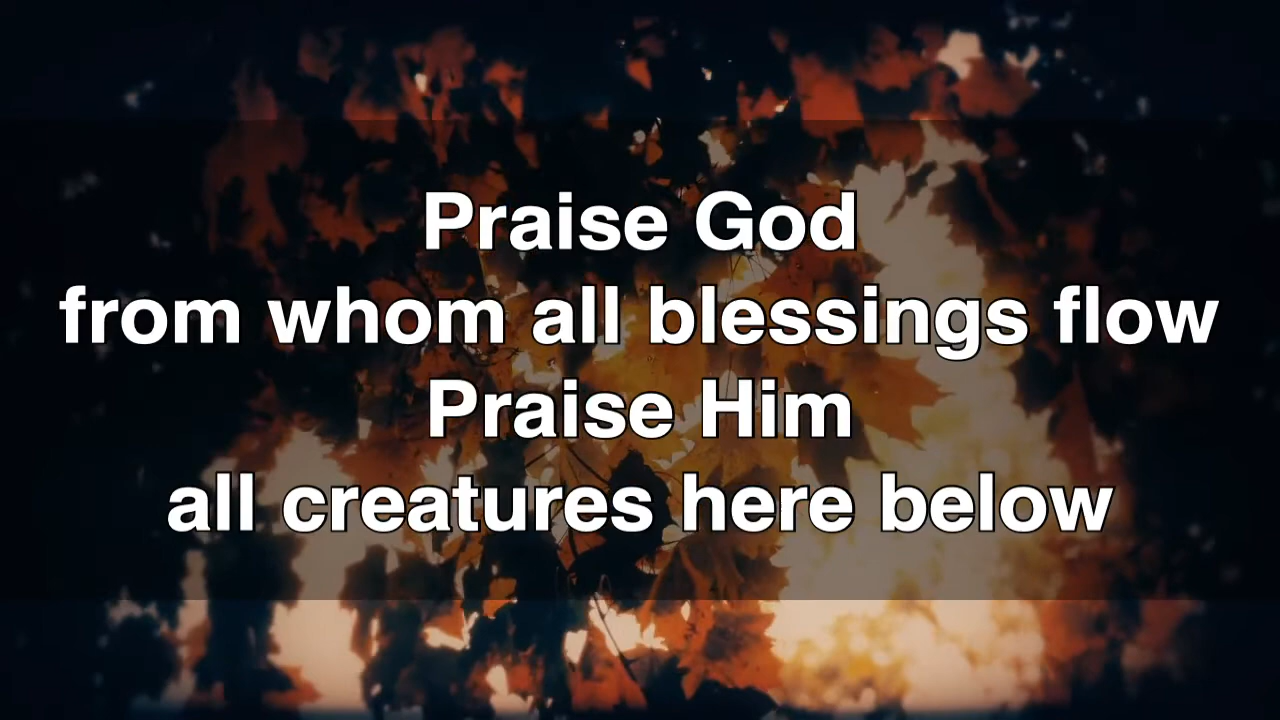 Praise God
from whom all blessings flow
Praise Him
all creatures here below